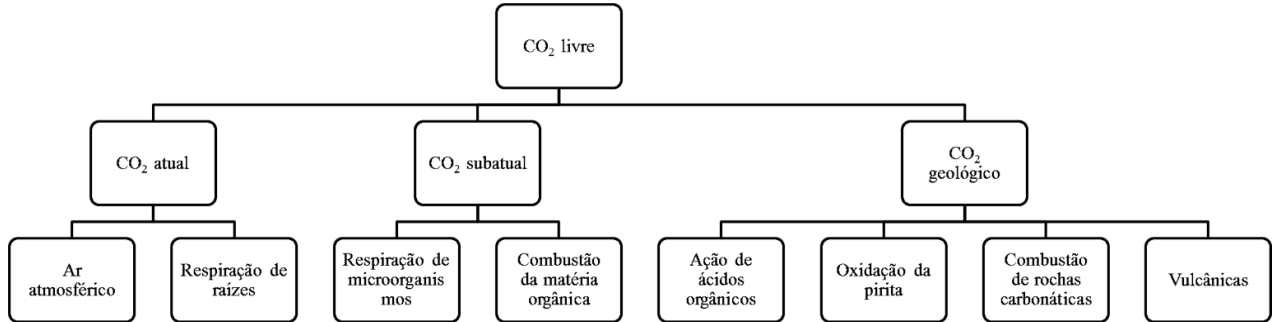 CO₂ livre
CO₂ atual
CO₂ subatual
CO₂
geológico
Ar
atmosférico
Respiração de
raízes
Respiração de
microorganis
mos
Combustão
da matéria
orgânica
Ação de
ácidos
orgânicos
Oxidação da
pirita
Combustão
de rochas
carbonáticas
Vulcânicas